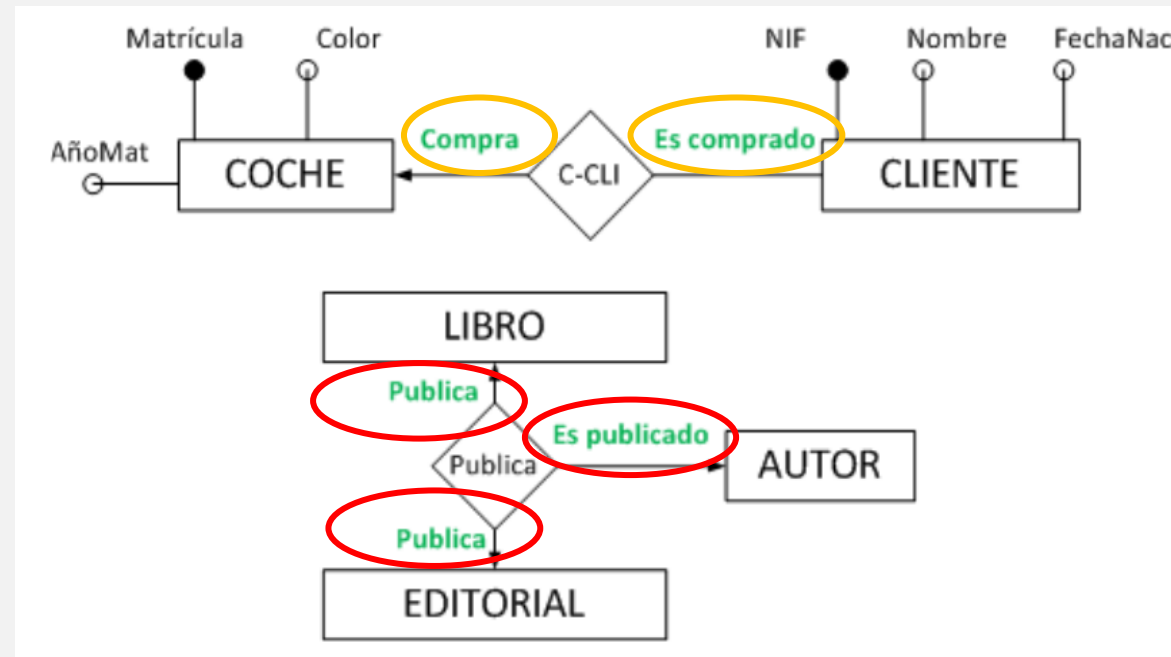 Matrícula
Color
NIF
Nombre
FechaNac
AñoMat
COCHE
Compra
C-CLI
Es comprado
CLIENTE
LIBRO
Publica
Es publicado
Publica
AUTOR
Publica
EDITORIAL